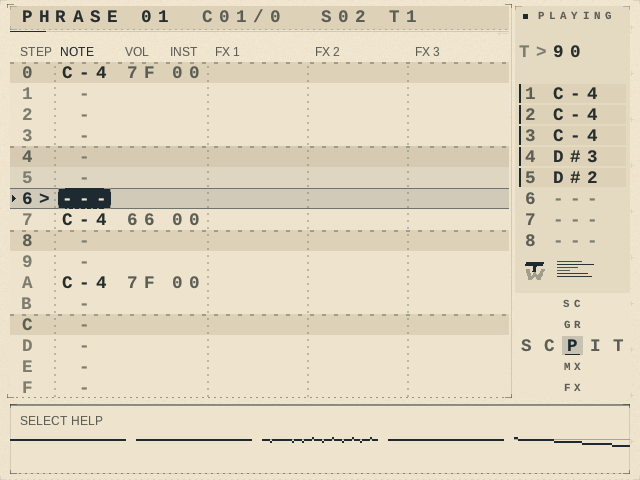 PHRASE 01 C01/0 S02 T1
PLAYING
STEP NOTE VOL INST FX 1 FX 2 FX 3
T>90
0 C-4 7F 00
1 -
2 -
3 -
4 -
5 -
6> ---
7 C-4 66 00
8 -
9 -
A C-4 7F 00
B -
C -
D -
E -
F -
1 C-4
2 C-4
3 C-4
4 D#3
5 D#2
6 ---
7 ---
8 ---
TW
SC
GR
SCPIT
MX
FX
SELECT HELP